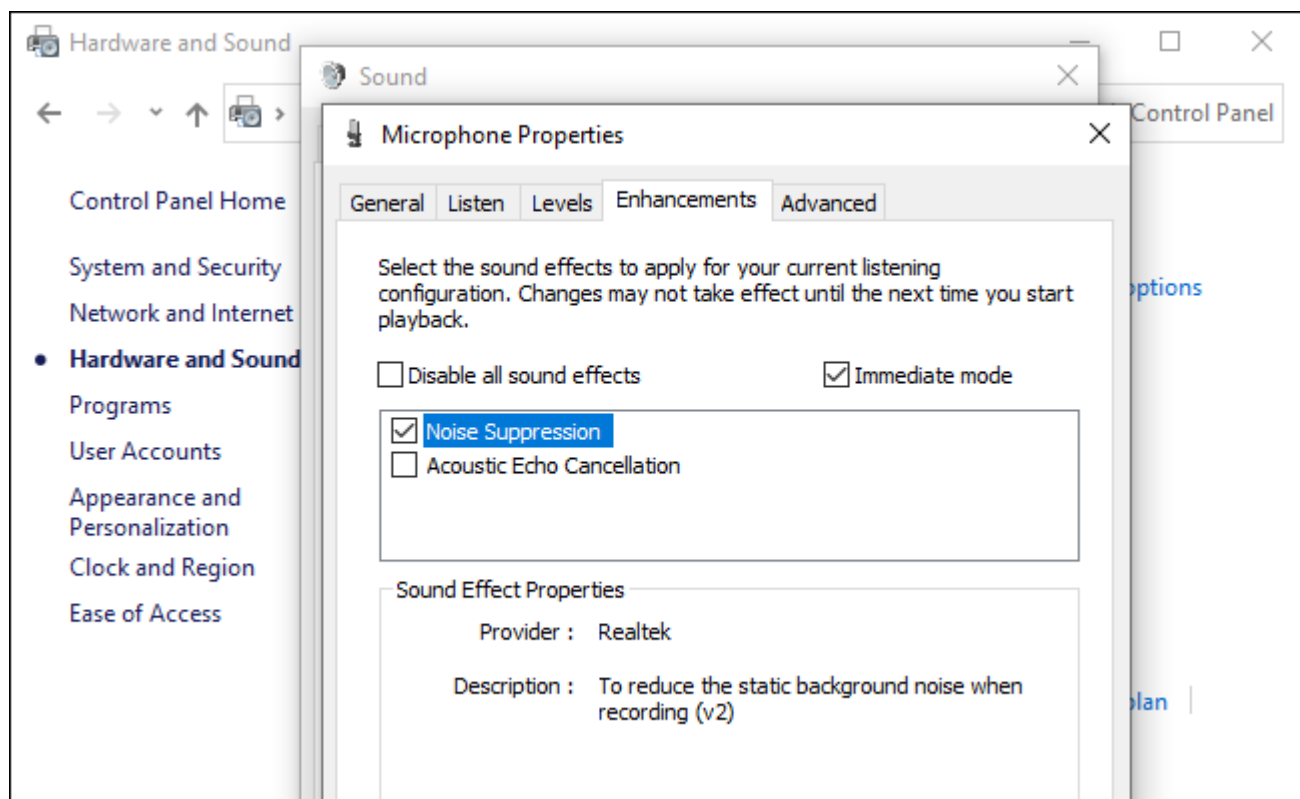 Hardware and Sound
Sound
Control Panel
Microphone Properties
General Listen Levels Enhancements Advanced
Control Panel Home
System and Security
Network and Internet
Hardware and Sound
Programs
User Accounts
Appearance and
Personalization
Clock and Region
Ease of Access
Select the sound effects to apply for your current listening
configuration. Changes may not take effect until the next time you start
playback.
Disable all sound effects Immediate mode
Noise Suppression
Acoustic Echo Cancellation
Sound Effect Properties
Provider : Realtek
Description : To reduce the static background noise when
recording (v2)
options
plan